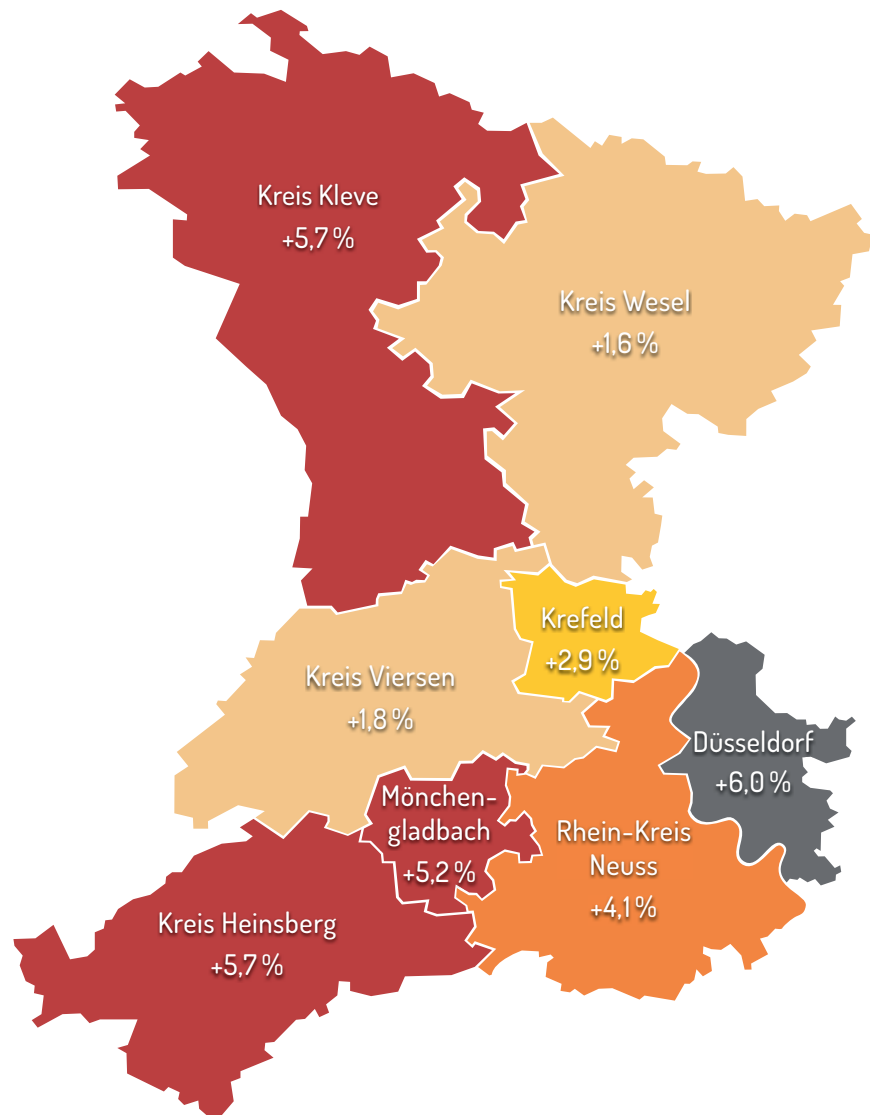 Kreis Kleve
+5,7 %
Kreis Wesel
+1,6 %
Krefeld
+2,9 %
Kreis Viersen
+1,8 %
Düsseldorf
+6,0 %
Mönchen-
gladbach
+5,2 %
Rhein-Kreis
Neuss
+4,1 %
Kreis Heinsberg
+5,7 %